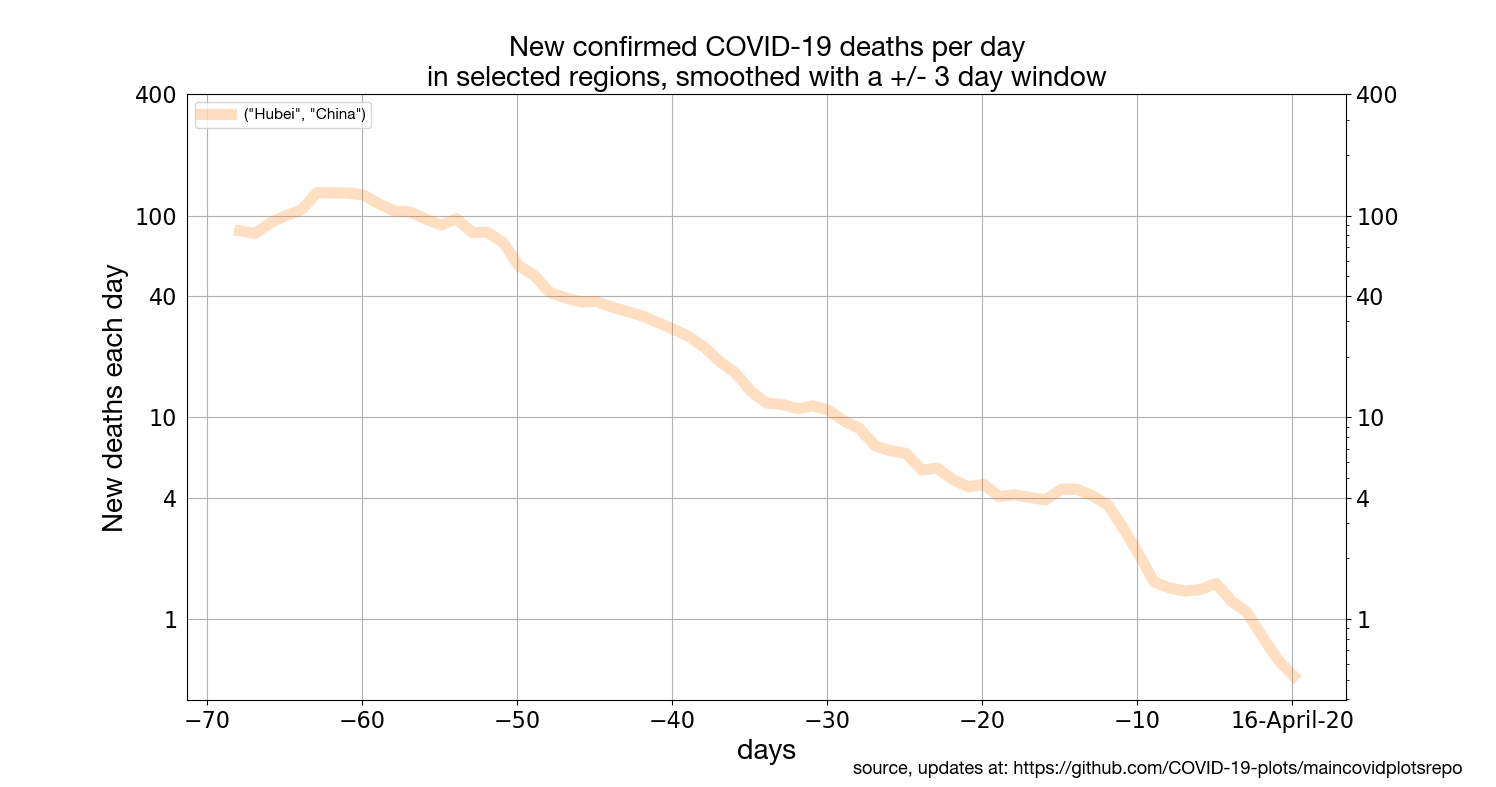 New confirmed COVID-19 deaths per day
in selected regions, smoothed with a +/- 3 day window
("Hubei", "China")
New deaths each day
400
100
40
10
4
1
400
100
40
10
4
1
−70 −60 −50 −40 −30 −20 −10 16-April-20
days
source, updates at: https://github.com/COVID-19-plots/maincovidplotsrepo